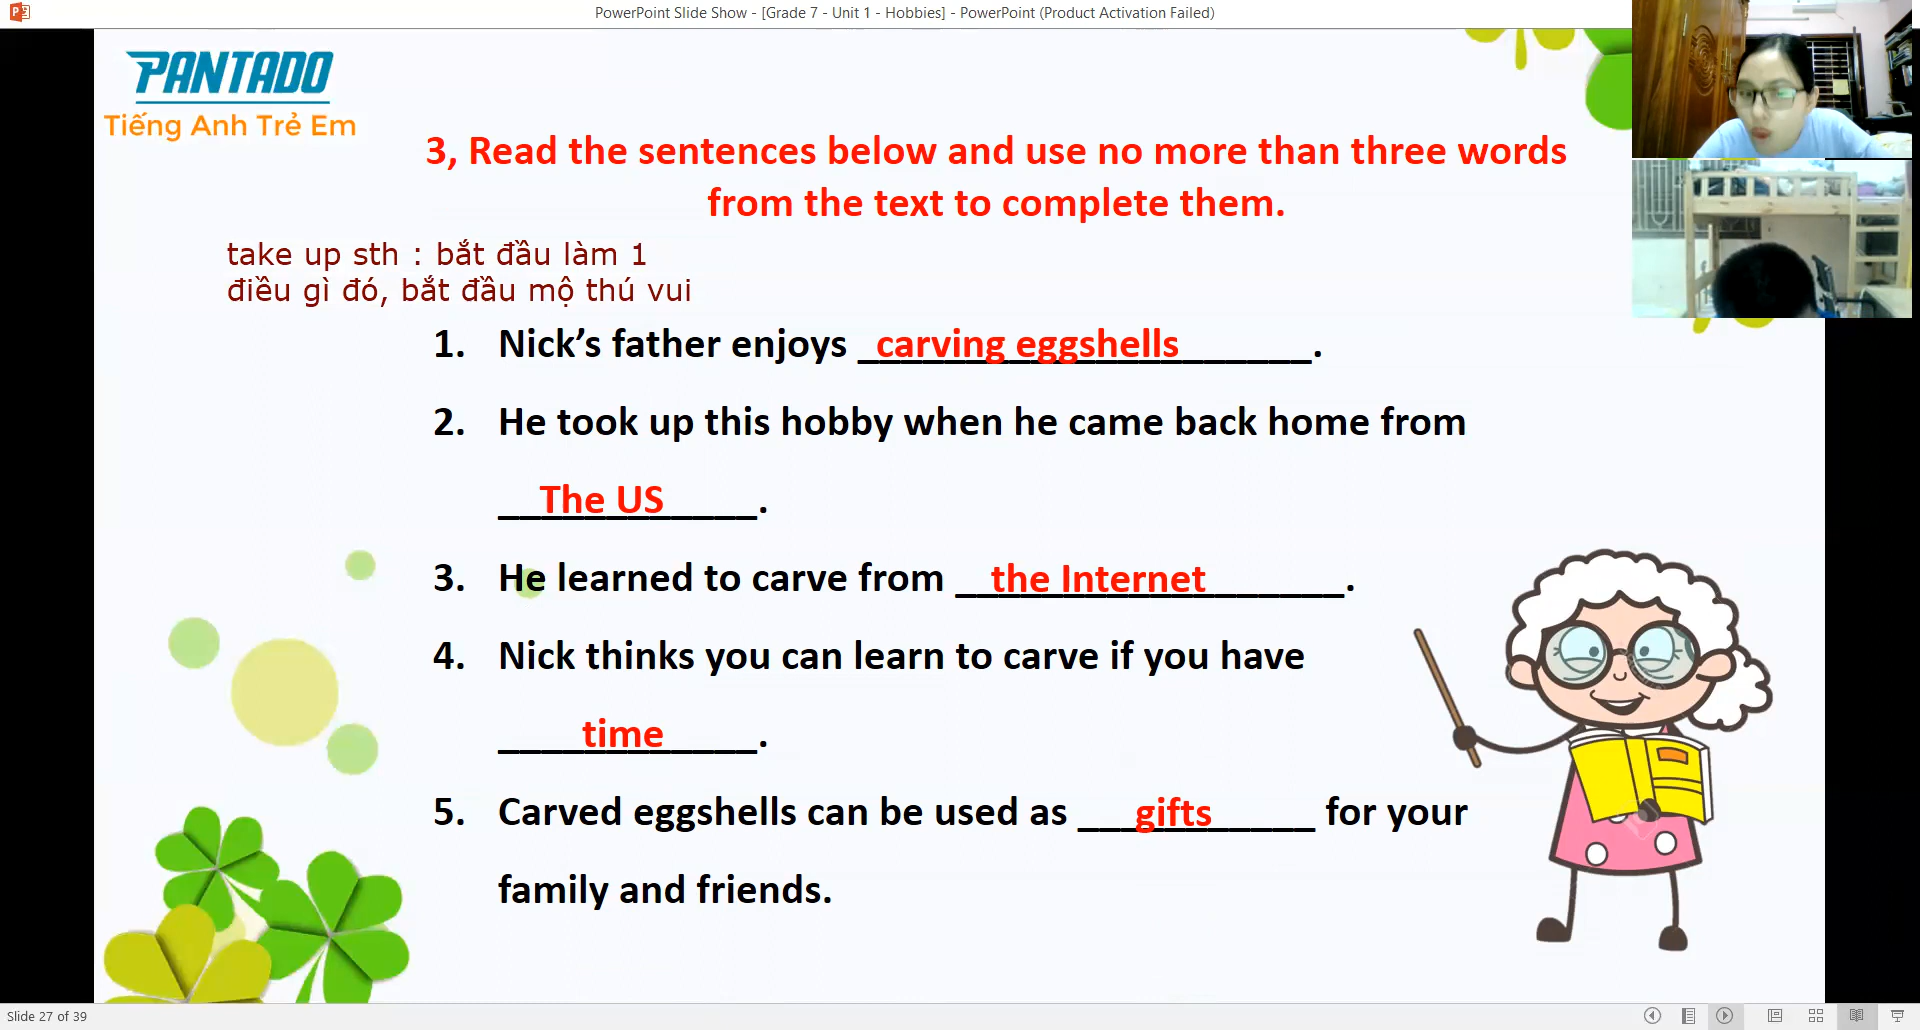 PowerPoint Slide Show - [Grade 7 - Unit 1 - Hobbies] - PowerPoint (Product Activation Failed)
PANTADO
Tiếng Anh Trẻ Em
3, Read the sentences below and use no more than three words
from the text to complete them.
take up sth : bắt đầu làm 1
điều gì đó, bắt đầu mộ thú vui
1. Nick's father enjoys carving eggshells.
2. He took up this hobby when he came back home from
The US.
3. He learned to carve from the Internet.
4. Nick thinks you can learn to carve if you have
time.
5. Carved eggshells can be used as gifts for your
family and friends.
Slide 27 of 39